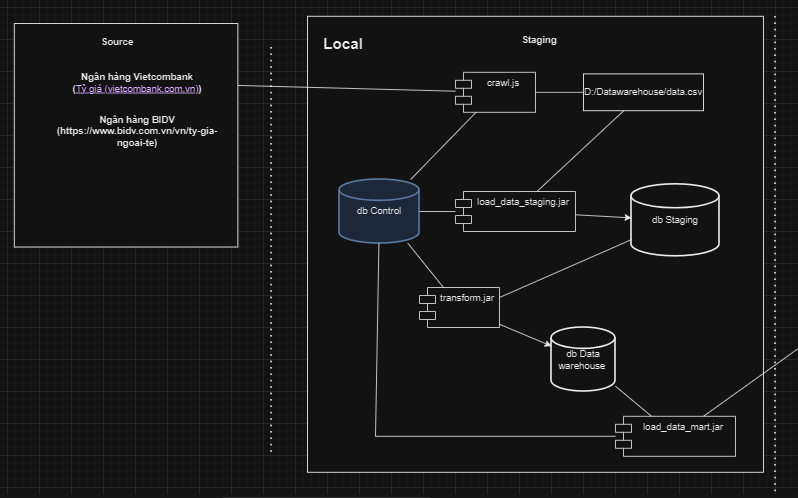 Source
Ngân hàng Vietcombank
(Tỷ giá (vietcombank.com.vn))
Ngân hàng BIDV
(https://www.bidv.com.vn/vn/ty-gia-
ngoai-te)
Local
Staging
crawl.js
D:/Datawarehouse/data.csv
db Control
load_data_staging.jar
db Staging
transform.jar
db Data
warehouse
load_data_mart.jar